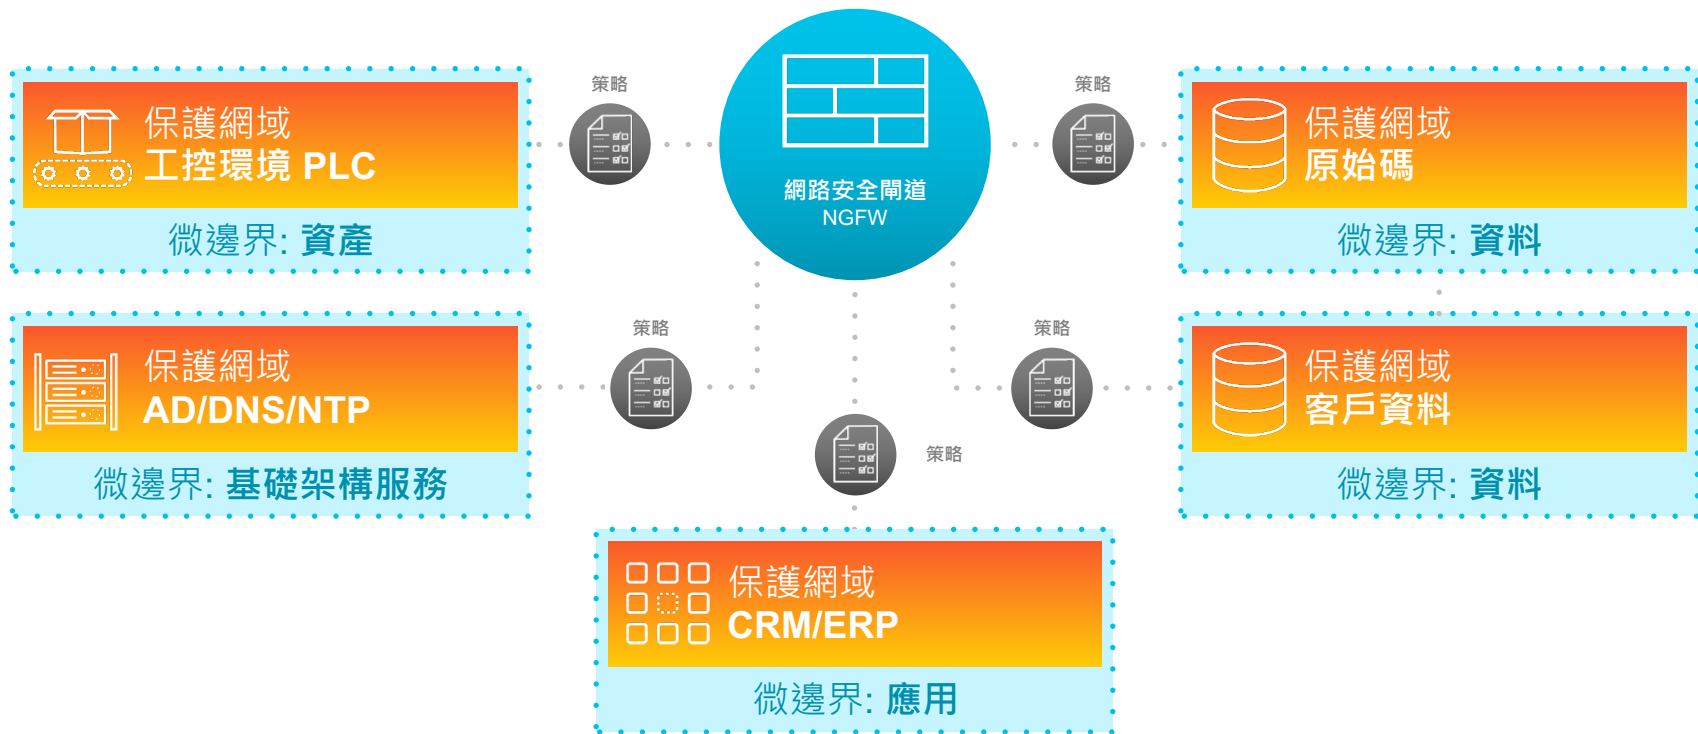 策略
策略
保護網域
工控環境 PLC
微邊界: 資產
網路安全閘道
NGFW
保護網域
原始碼
微邊界: 資料
策略
策略
保護網域
AD/DNS/NTP
微邊界: 基礎架構服務
保護網域
客戶資料
微邊界: 資料
策略
保護網域
CRM/ERP
微邊界: 應用